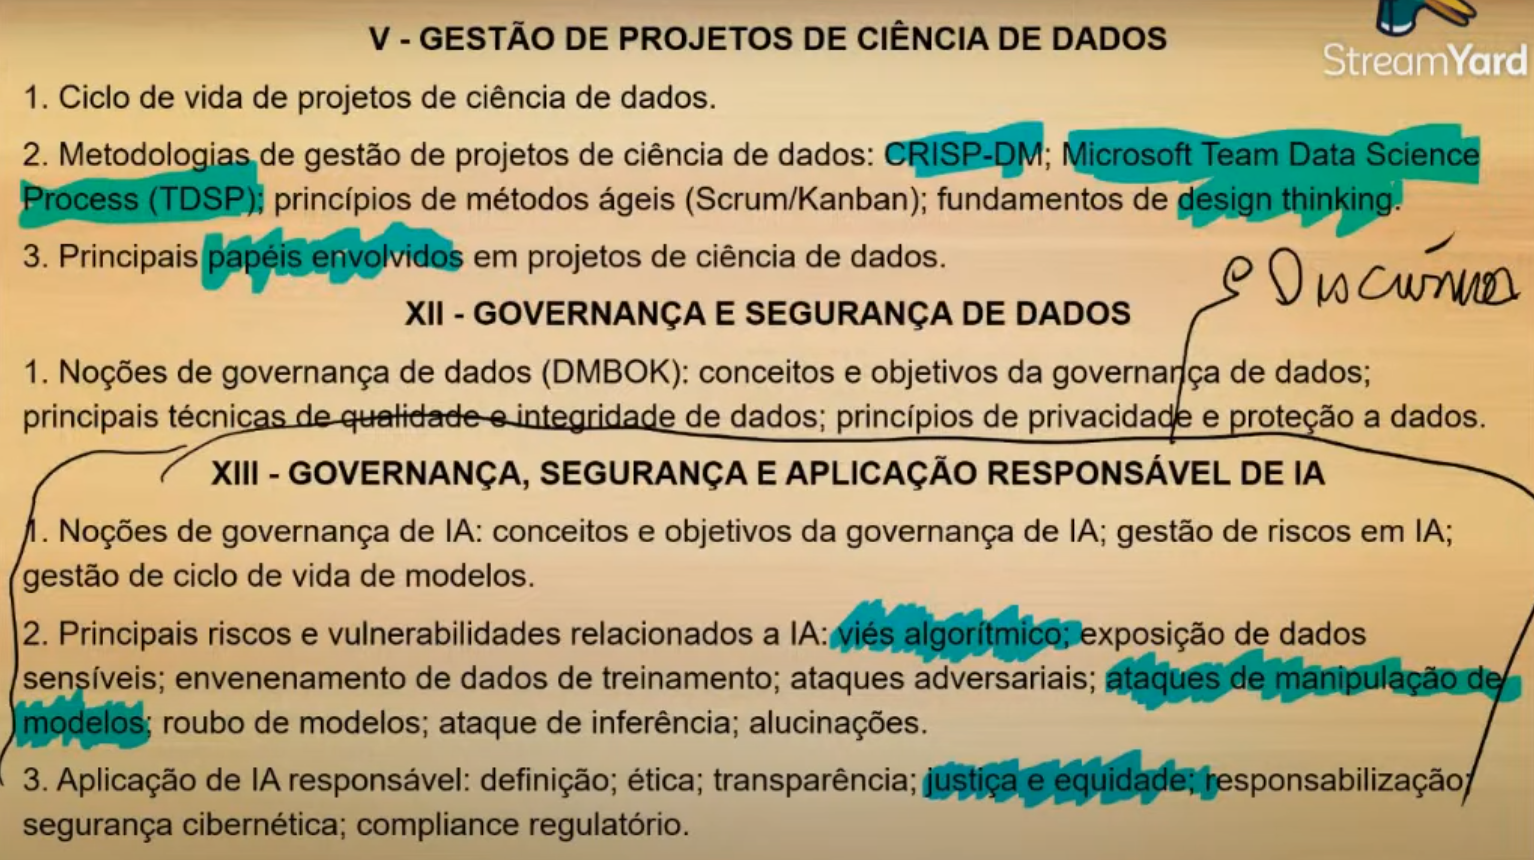 V - GESTÃO DE PROJETOS DE CIÊNCIA DE DADOS
StreamYard
1. Ciclo de vida de projetos de ciência de dados.
2. Metodologias de gestão de projetos de ciência de dados: CRISP-DM; Microsoft Team Data Science
Process (TDSP); princípios de métodos ágeis (Scrum/Kanban); fundamentos de design thinking.
3. Principais papéis envolvidos em projetos de ciência de dados.
XII - GOVERNANÇA E SEGURANÇA DE DADOS
1. Noções de governança de dados (DMBOK): conceitos e objetivos da governança de dados;
principais técnicas de qualidade e integridade de dados; princípios de privacidade e proteção a dados.
XIII - GOVERNANÇA, SEGURANÇA E APLICAÇÃO RESPONSÁVEL DE IA
1. Noções de governança de IA: conceitos e objetivos da governança de IA; gestão de riscos em IA;
gestão de ciclo de vida de modelos.
2. Principais riscos e vulnerabilidades relacionados a IA: viés algorítmico; exposição de dados
sensíveis; envenenamento de dados de treinamento; ataques adversariais; ataques de manipulação de
modelos; roubo de modelos; ataque de inferência; alucinações.
3. Aplicação de IA responsável: definição; ética; transparência; justiça e equidade; responsabilização;
segurança cibernética; compliance regulatório.